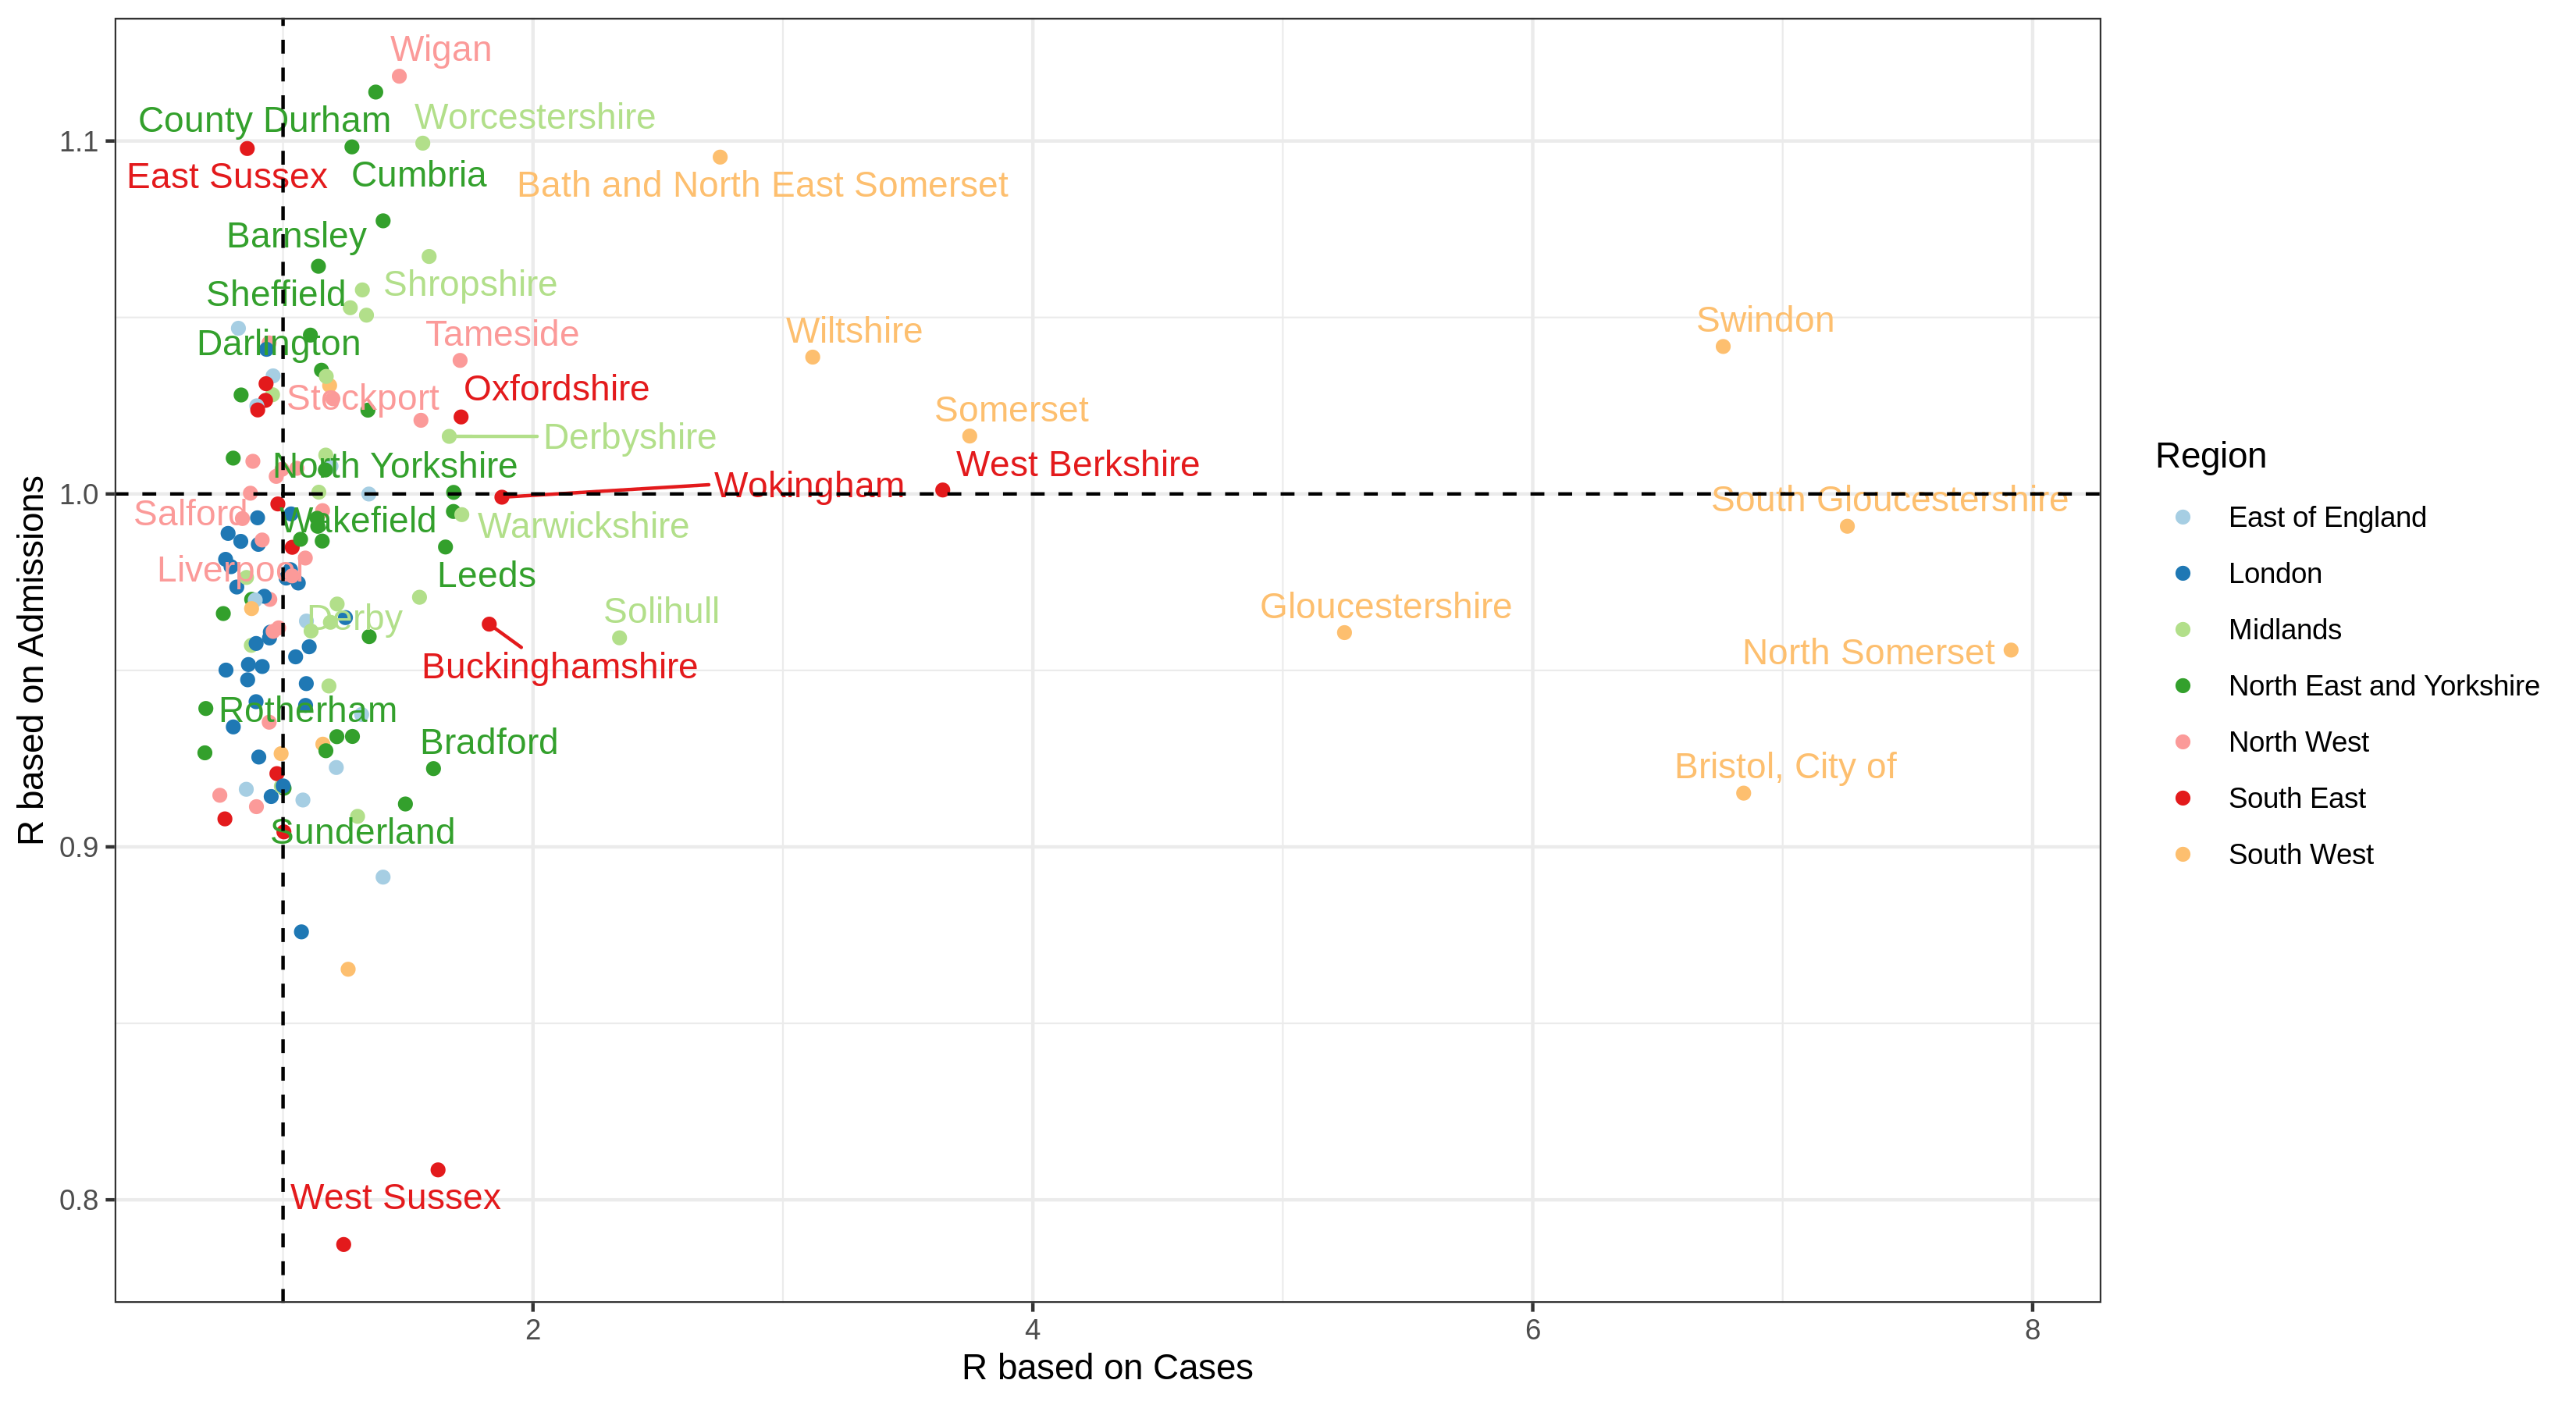 Wigan
County Durham
Worcestershire
1.1
East Sussex
Cumbria
Bath and North East Somerset
Barnsley
Shropshire
Sheffield
Swindon
Wiltshire
Tameside
Darlington
Oxfordshire
Stockport
Somerset
Derbyshire
West Berkshire
North Yorkshire
Wokingham
1.0
South Gloucestershire
Salford
Wakefield
Warwickshire
Liverpool
Leeds
Derby
Solihull
Gloucestershire
North Somerset
Buckinghamshire
Rotherham
Bradford
Bristol, City of
Sunderland
0.9
West Sussex
0.8
2
4
6
8
R based on Cases
R based on Admissions
Region
East of England
London
Midlands
North East and Yorkshire
North West
South East
South West